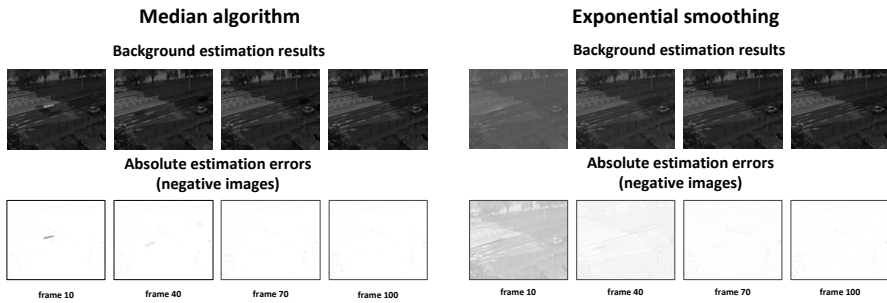 Median algorithm
Background estimation results
Absolute estimation errors
(negative images)
frame 10
frame 40
frame 70
frame 100
Exponential smoothing
Background estimation results
Absolute estimation errors
(negative images)
frame 10
frame 40
frame 70
frame 100